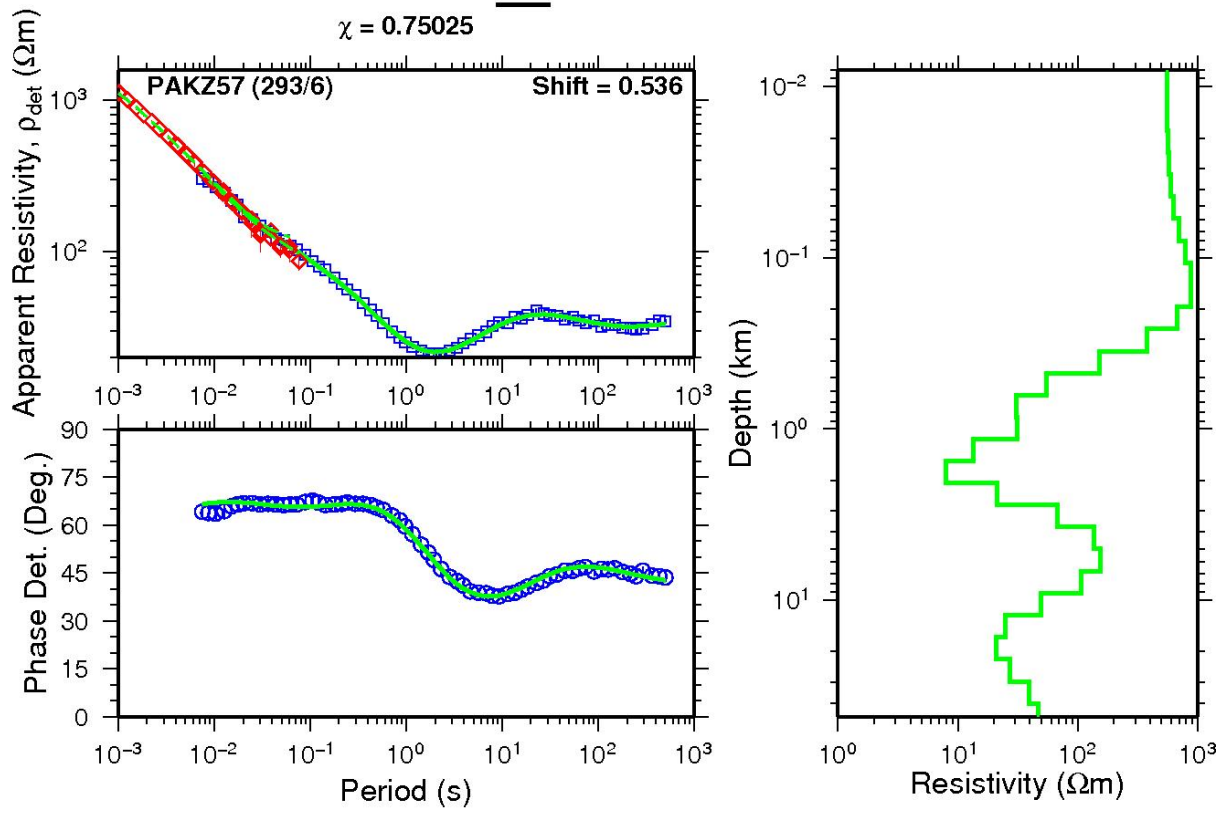 χ = 0.75025
PAKZ57 (293/6) Shift = 0.536
Apparent Resistivity, ρdet (Ωm)
10³
10²
10⁻³ 10⁻² 10⁻¹ 10⁰ 10¹ 10² 10³
Phase Det. (Deg.)
90
75
60
45
30
15
0
10⁻³ 10⁻² 10⁻¹ 10⁰ 10¹ 10² 10³
Period (s)
Depth (km)
10⁻²
10⁻¹
10⁰
10¹
10⁰ 10¹ 10² 10³
Resistivity (Ωm)